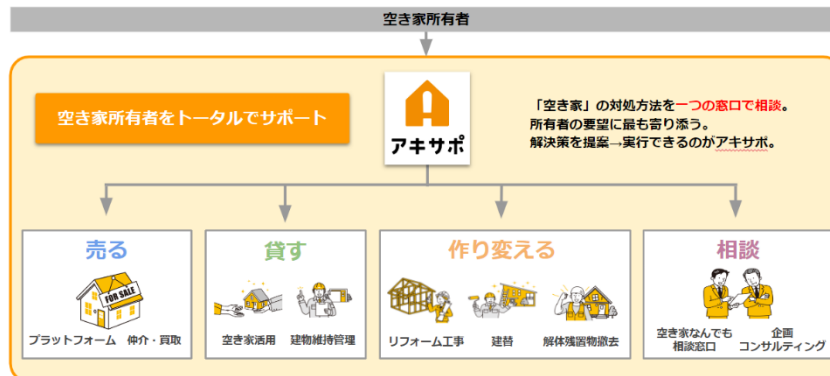 空き家所有者
空き家所有者をトータルでサポート
アキサポ
「空き家」の対処方法を一つの窓口で相談。
所有者の要望に最も寄り添う。
解決策を提案→実行できるのがアキサポ。
売る
FOR SALE
プラットフォーム 仲介・買取
貸す
空き家活用 建物維持管理
作り変える
リフォーム工事 建替 解体残置物撤去
相談
空き家なんでも
相談窓口
企画
コンサルティング